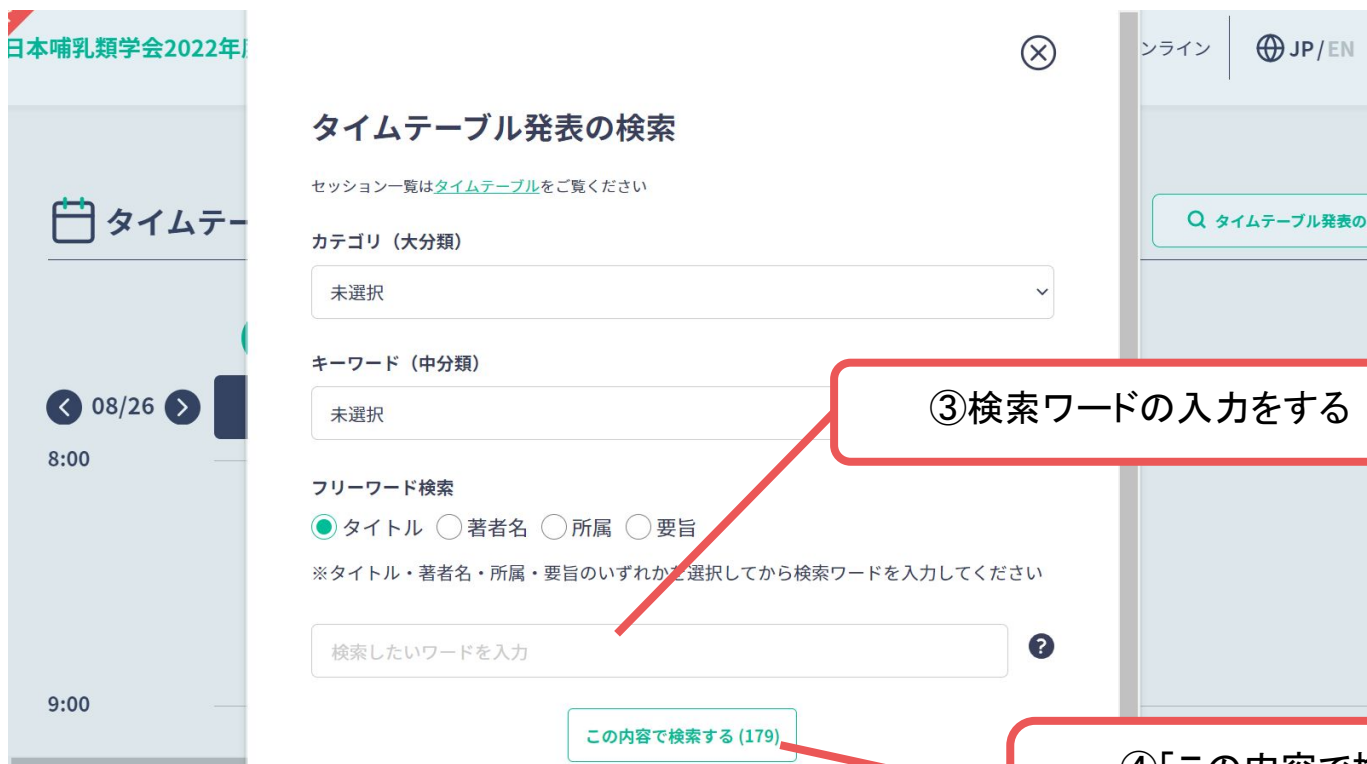 日本哺乳類学会2022年
ンライン
JP/EN
タイムテーブル発表の検索
セッション一覧はタイムテーブルをご覧ください
タイムテー
タイムテーブル発表の
カテゴリ（大分類）
未選択
キーワード（中分類）
未選択
③検索ワードの入力をする
08/26
8:00
フリーワード検索
タイトル 著者名 所属 要旨
※タイトル・著者名・所属・要旨のいずれかを選択してから検索ワードを入力してください
検索したいワードを入力
?
9:00
この内容で検索する (179)
④「この内容で